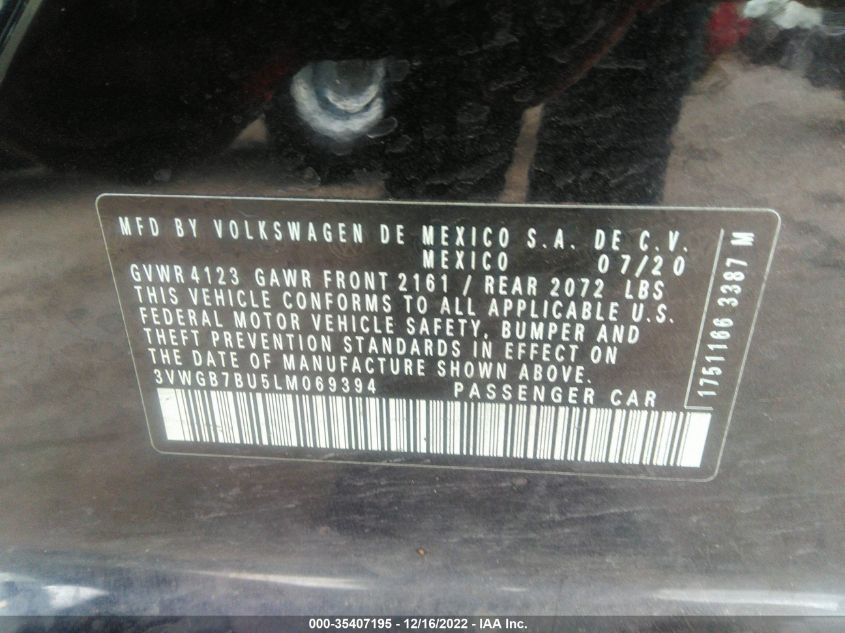 MFD BY VOLKSWAGEN DE MEXICO S.A. DE C.V.
MEXICO 07/20
GVWR 4123 GAWR FRONT 2161 / REAR 2072 LBS
THIS VEHICLE CONFORMS TO ALL APPLICABLE U.S.
FEDERAL MOTOR VEHICLE SAFETY, BUMPER AND
THEFT PREVENTION STANDARDS IN EFFECT ON
THE DATE OF MANUFACTURE SHOWN ABOVE.
3VWGB7BU5LM069394 PASSENGER CAR
1751166 3387 M
000-35407195 - 12/16/2022 - IAA Inc.